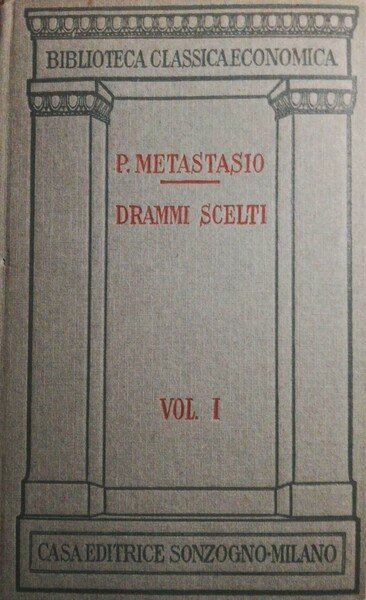 BIBLIOTECA CLASSICA ECONOMICA
P. METASTASIO
DRAMMI SCELTI
VOL. I
CASA EDITRICE SONZOGNO-MILANO